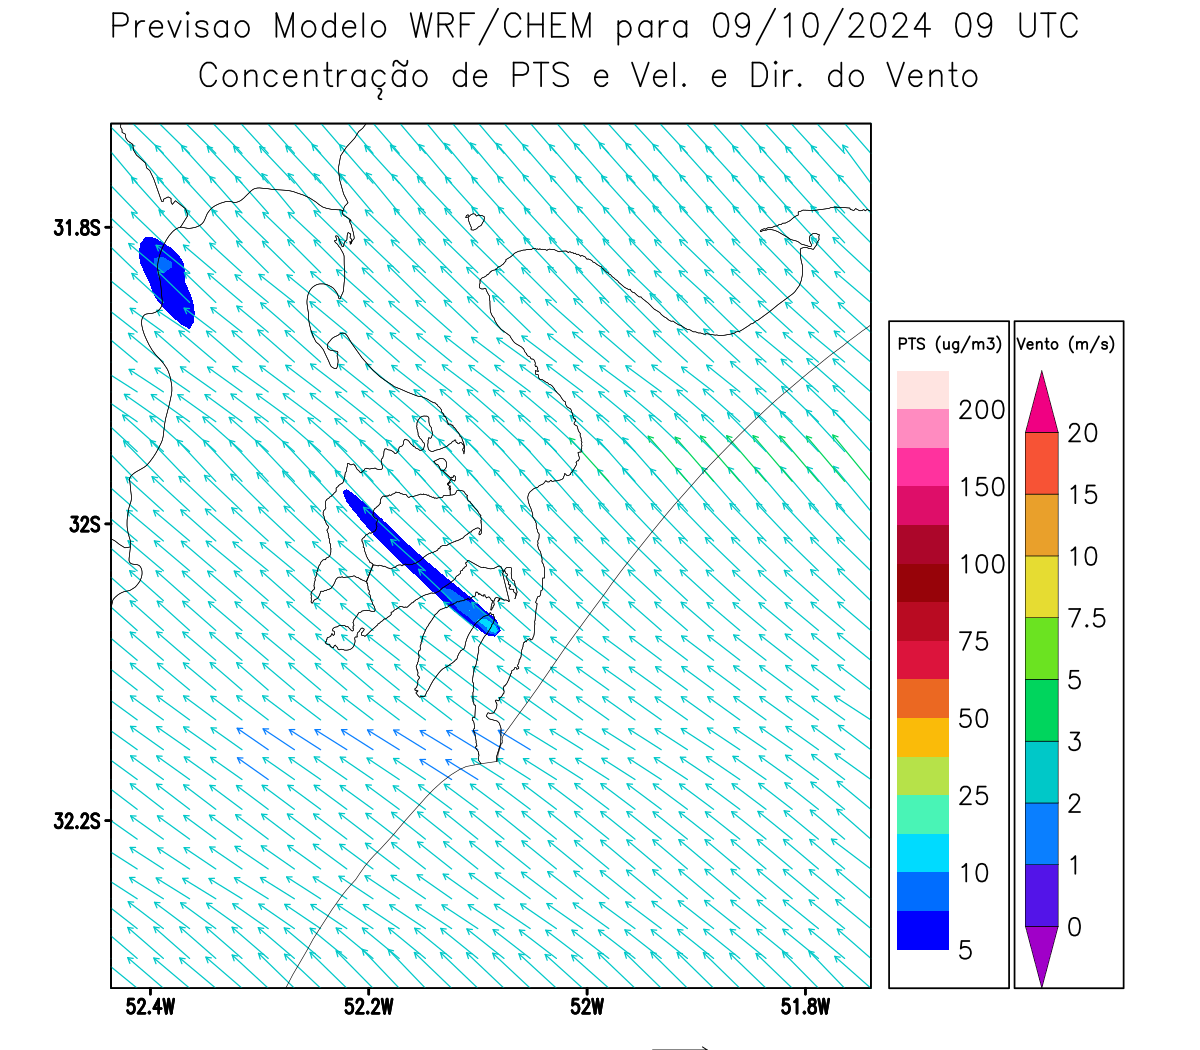 Previsao Modelo WRF/CHEM para 09/10/2024 09 UTC
Concentração de PTS e Vel. e Dir. do Vento
31.8S
32S
32.2S
52.4W 52.2W 52W 51.8W
PTS (ug/m3)
200
150
100
75
50
25
10
5
Vento (m/s)
20
15
10
7.5
5
3
2
1
0